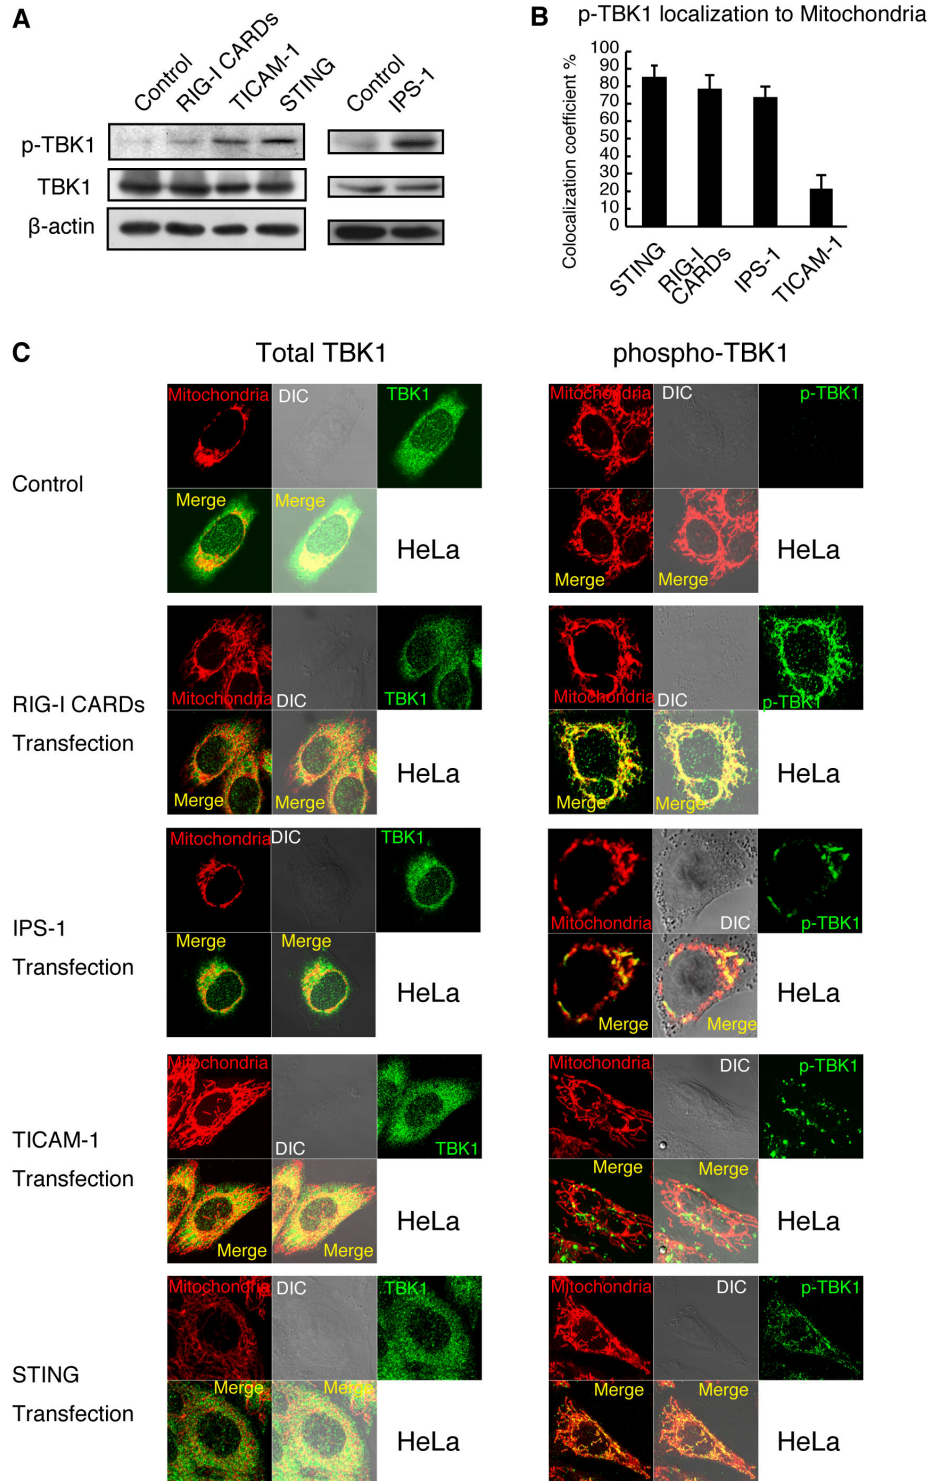 A
Control
RIG-I CARDs
TICAM-1
STING
Control
IPS-1
p-TBK1
TBK1
β-actin
B
p-TBK1 localization to Mitochondria
Colocalization coefficient %
100
90
80
70
60
50
40
30
20
10
0
STING
RIG-I
CARDs
IPS-1
TICAM-1
C
Total TBK1
phospho-TBK1
Control
Mitochondria
DIC
TBK1
Merge
Merge
HeLa
Mitochondria
DIC
p-TBK1
Merge
Merge
HeLa
RIG-I CARDs
Transfection
Mitochondria
DIC
TBK1
Merge
Merge
HeLa
Mitochondria
DIC
p-TBK1
Merge
Merge
HeLa
IPS-1
Transfection
Mitochondria
DIC
TBK1
Merge
Merge
HeLa
Mitochondria
DIC
p-TBK1
Merge
Merge
HeLa
TICAM-1
Transfection
Mitochondria
DIC
TBK1
Merge
Merge
HeLa
Mitochondria
DIC
p-TBK1
Merge
Merge
HeLa
STING
Transfection
Mitochondria
DIC
TBK1
Merge
Merge
HeLa
Mitochondria
DIC
p-TBK1
Merge
Merge
HeLa